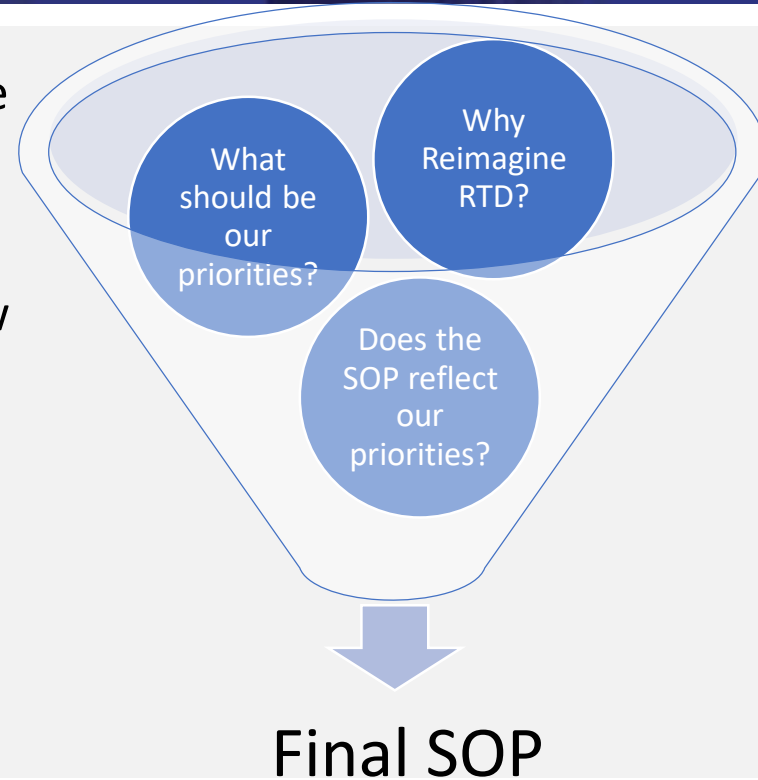 What
should be
our
priorities?
Why
Reimagine
RTD?
Does the
SOP reflect
our
priorities?
Final SOP